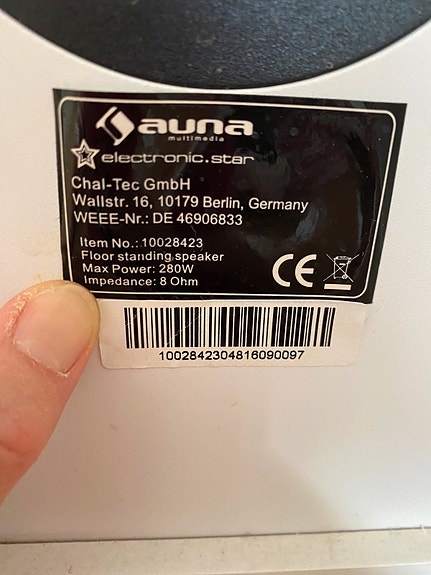 auna
multimedia
electronic.star
Chal-Tec GmbH
Wallstr. 16, 10179 Berlin, Germany
WEEE-Nr.: DE 46906833
Item No.: 10028423
Floor standing speaker
Max Power: 280W
Impedance: 8 Ohm
CE
1002842304816090097